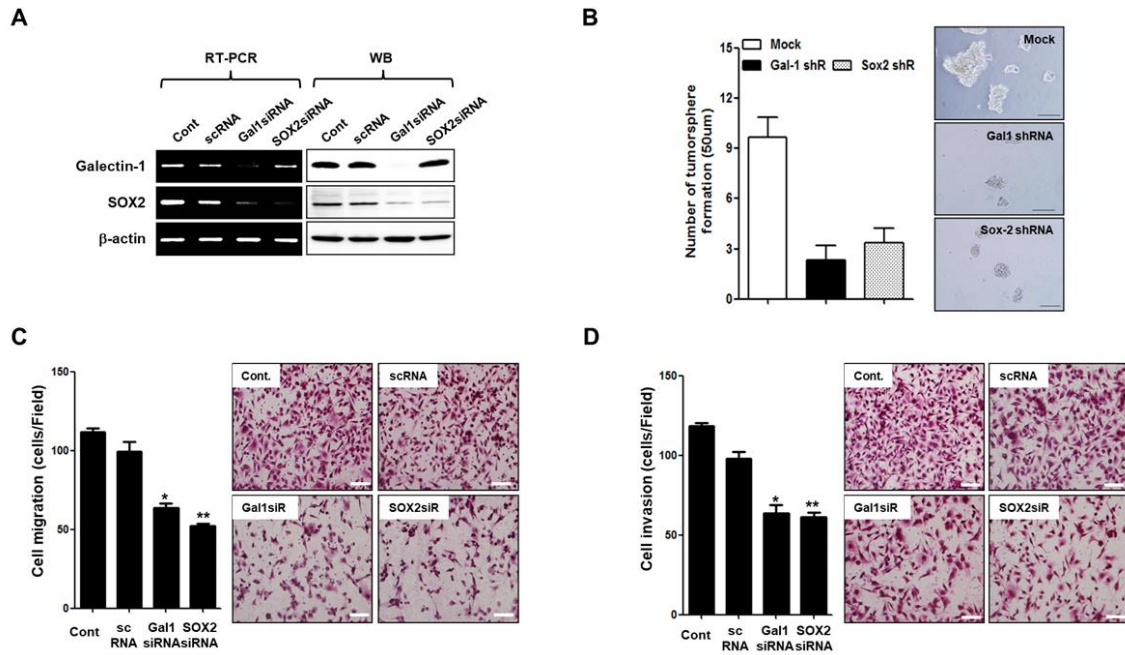 A
RT-PCR
WB
Cont
scRNA
Gal1siRNA
SOX2siRNA
Cont
scRNA
Gal1siRNA
SOX2siRNA
Galectin-1
SOX2
β-actin
B
Number of tumorsphere
formation (50um)
15
12
9
6
3
0
Mock
Gal-1 shR
Sox2 shR
Mock
Gal1 shRNA
Sox-2 shRNA
C
Cell migration (cells/Field)
150
100
50
0
*
**
Cont
sc
RNA
Gal1
siRNA
SOX2
siRNA
Cont.
scRNA
Gal1siR
SOX2siR
D
Cell invasion (cells/Field)
150
100
50
0
*
**
Cont
sc
RNA
Gal1
siRNA
SOX2
siRNA
Cont.
scRNA
Gal1siR
SOX2siR